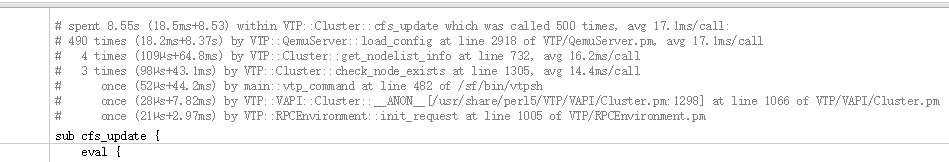 # spent 8.55s (18.5ms+8.53) within VTP::Cluster::cfs_update which was called 500 times, avg 17.1ms/call:
# 490 times (18.2ms+8.37s) by VTP::QemuServer::load_config at line 2918 of VTP/QemuServer.pm, avg 17.1ms/call
#   4 times (109µs+64.8ms) by VTP::Cluster::get_nodelist_info at line 732, avg 16.2ms/call
#   3 times (98µs+43.1ms) by VTP::Cluster::check_node_exists at line 1305, avg 14.4ms/call
#     once (52µs+44.2ms) by main::vtp_command at line 482 of /sf/bin/vtpsh
#     once (28µs+7.82ms) by VTP::VAPI::Cluster::__ANON__[/usr/share/perl5/VTP/VAPI/Cluster.pm:1298] at line 1066 of VTP/VAPI/Cluster.pm
#     once (21µs+2.97ms) by VTP::RPCEnvironment::init_request at line 1005 of VTP/RPCEnvironment.pm
sub cfs_update {
    eval {